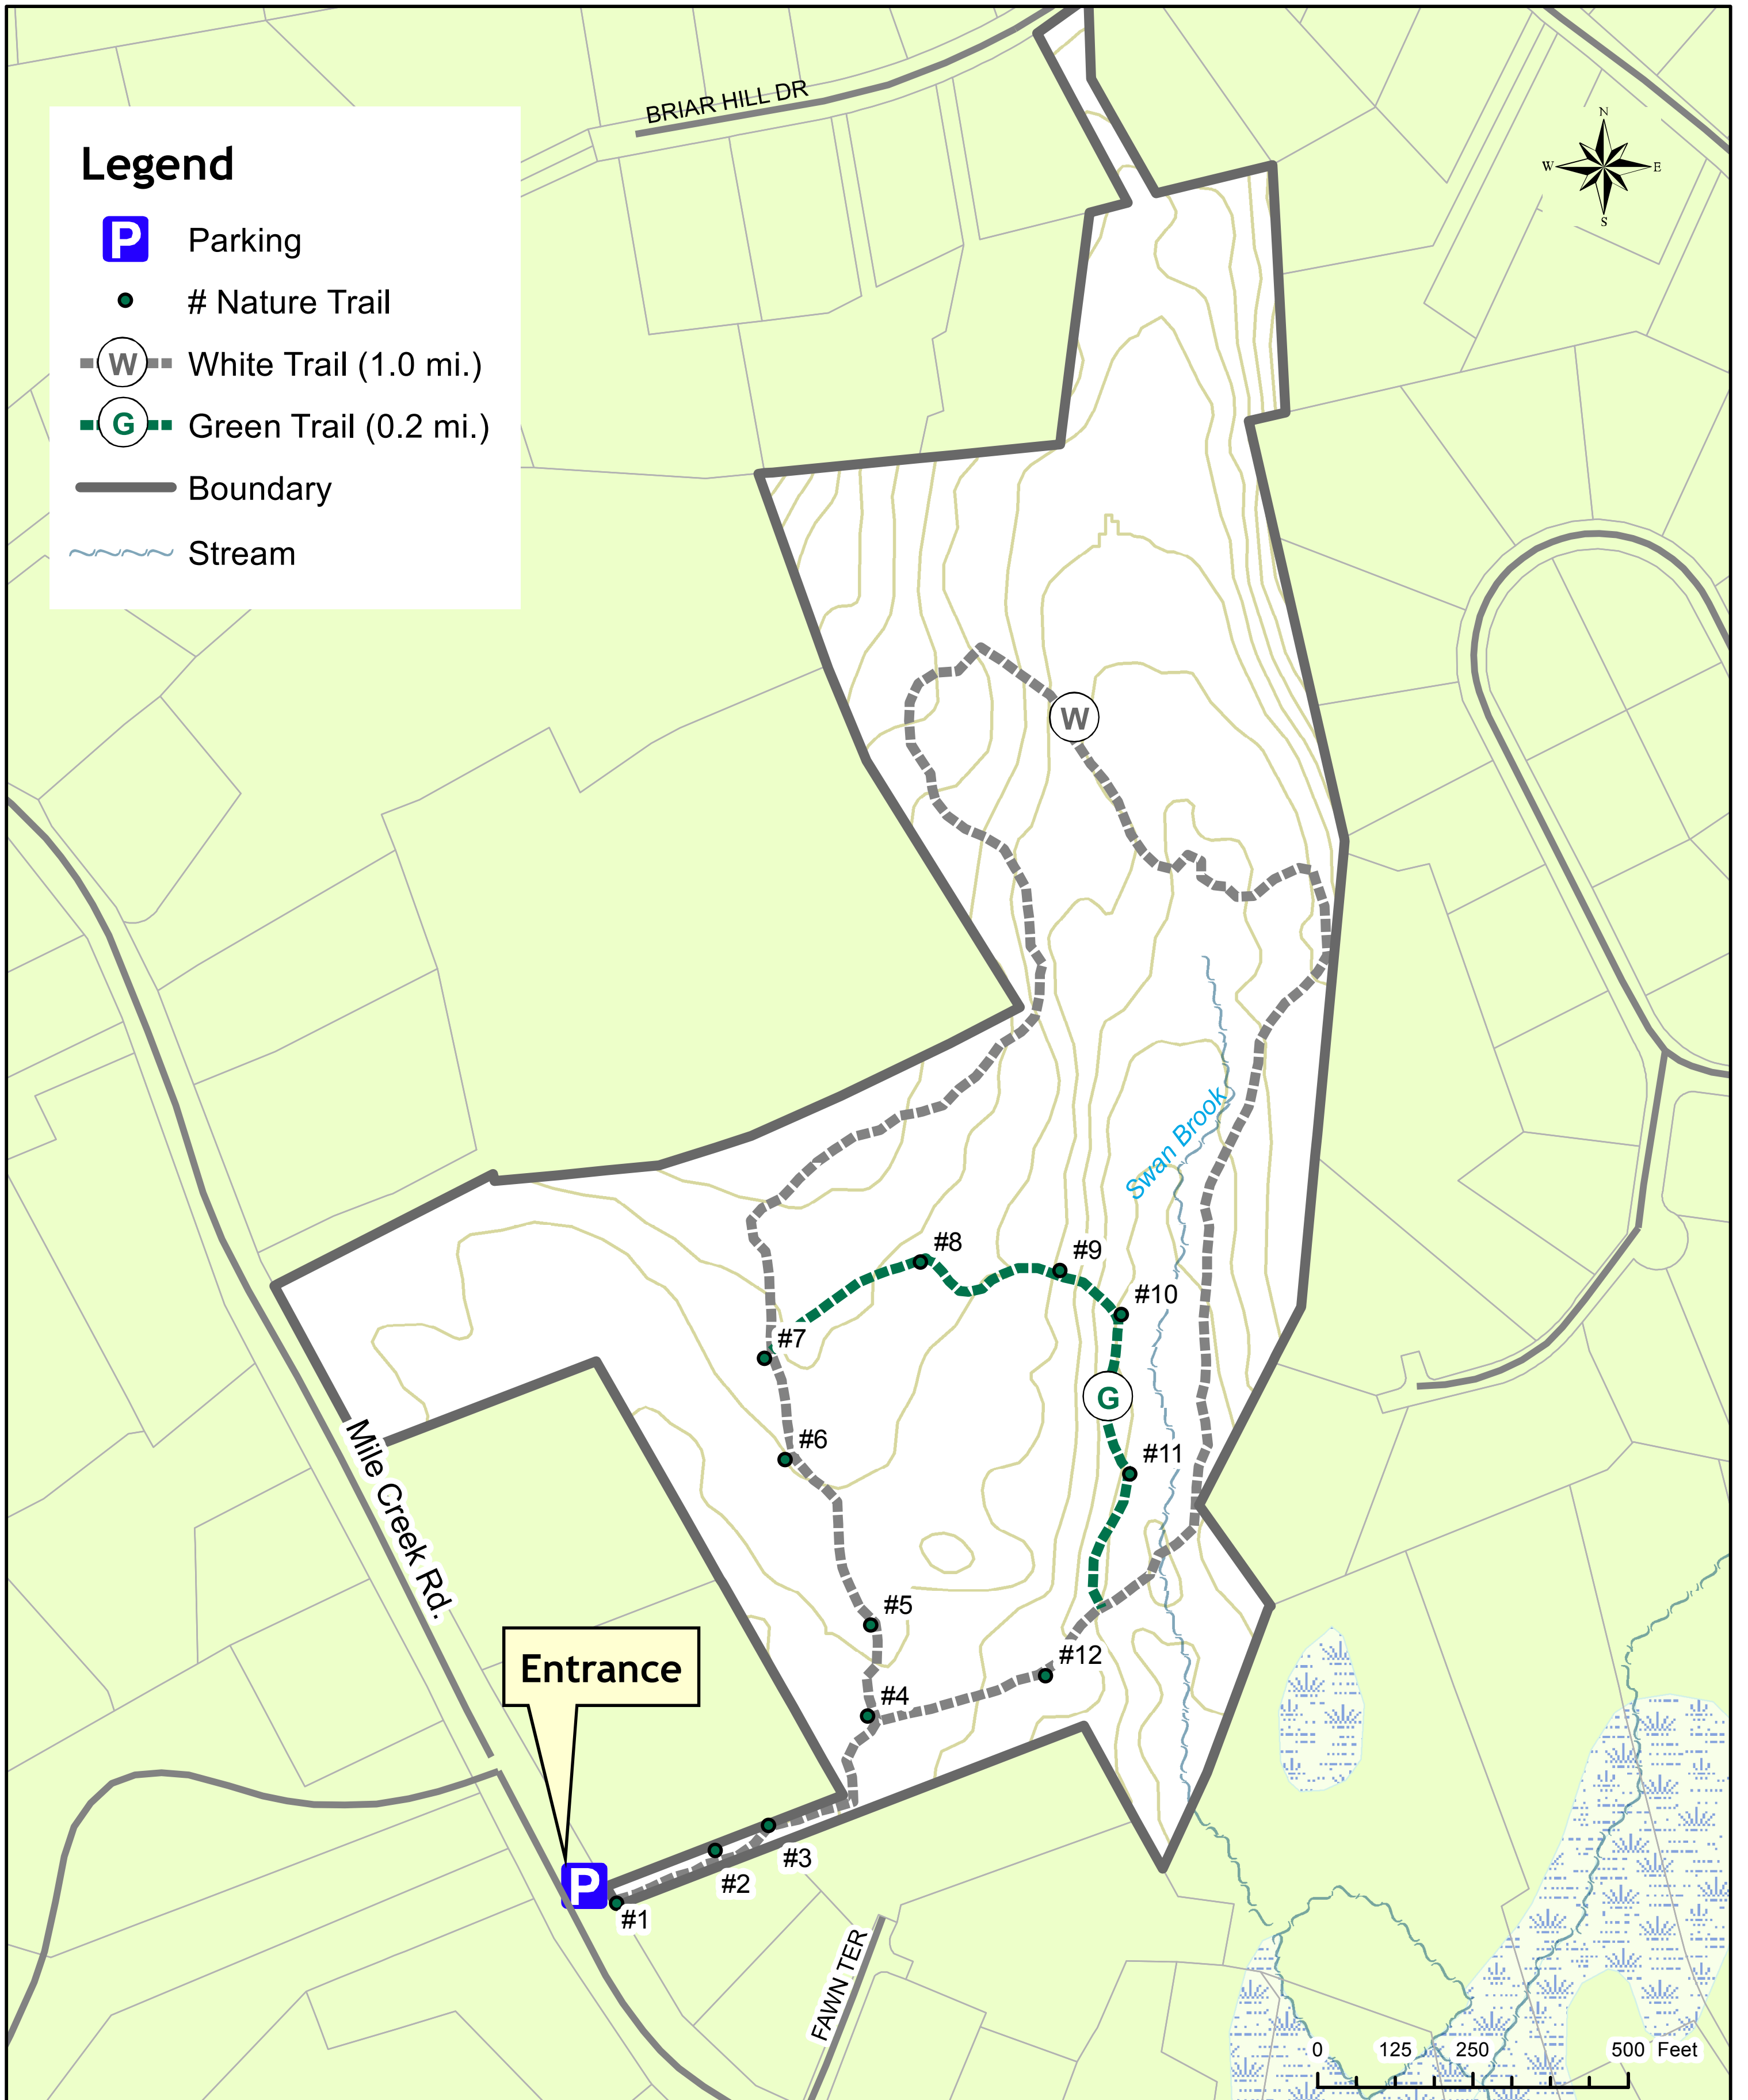 BRIAR HILL DR
N
W E
S
Legend
P Parking
# Nature Trail
W White Trail (1.0 mi.)
G Green Trail (0.2 mi.)
Boundary
Stream
W
Swan Brook
#8
#9
#10
#7
G
#6
#11
Mile Creek Rd.
#5
#12
Entrance
#4
#3
#2
P
#1
FAWN TER
0 125 250 500 Feet